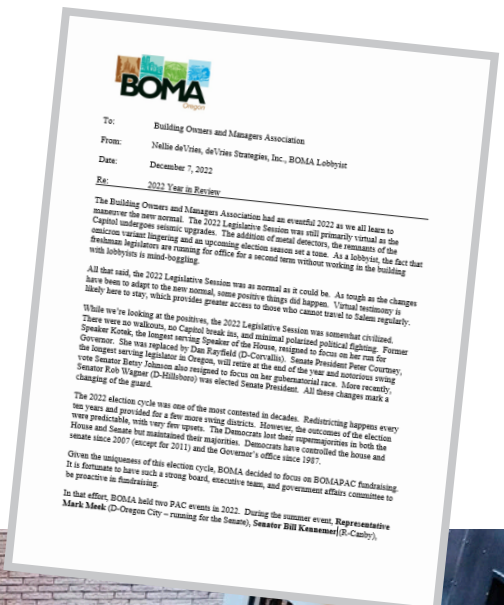 BOMA
Oregon
To: Building Owners and Managers Association
From: Nellie deVries, deVries Strategies, Inc., BOMA Lobbyist
Date: December 7, 2022
Re: 2022 Year in Review
The Building Owners and Managers Association had an eventful 2022 as we all learn to
maneuver the new normal. The 2022 Legislative Session was still primarily virtual as the
Capitol undergoes seismic upgrades. The addition of metal detectors, the remnants of the
omicron variant lingering and an upcoming election season set a tone. As a lobbyist, the fact that
freshman legislators are running for office for a second term without working in the building
with lobbyists is mind-boggling.
All that said, the 2022 Legislative Session was as normal as it could be. As tough as the changes
have been to adapt to the new normal, some positive things did happen. Virtual testimony is
likely here to stay, which provides greater access to those who cannot travel to Salem regularly.
While we're looking at the positives, the 2022 Legislative Session was somewhat civilized.
There were no walkouts, no Capitol break ins, and minimal polarized political fighting. Former
Speaker Kotek, the longest serving Speaker of the House, resigned to focus on her run for
Governor. She was replaced by Dan Rayfield (D-Corvallis). Senate President Peter Courtney,
the longest serving legislator in Oregon, will retire at the end of the year and notorious swing
vote Senator Betsy Johnson also resigned to focus on her gubernatorial race. More recently,
Senator Rob Wagner (D-Hillsboro) was elected Senate President. All these changes mark a
changing of the guard.
The 2022 election cycle was one of the most contested in decades. Redistricting happens every
ten years and provided for a few more swing districts. However, the outcomes of the election
were predictable, with very few upsets. The Democrats lost their supermajorities in both the
House and Senate but maintained their majorities. Democrats have controlled the house and
senate since 2007 (except for 2011) and the Governor's office since 1987.
Given the uniqueness of this election cycle, BOMA decided to focus on BOMAPAC fundraising.
It is fortunate to have such a strong board, executive team, and government affairs committee to
be proactive in fundraising.
In that effort, BOMA held two PAC events in 2022. During the summer event, Representative
Mark Meek (D-Oregon City – running for the Senate), Senator Bill Kennemer (R-Canby),